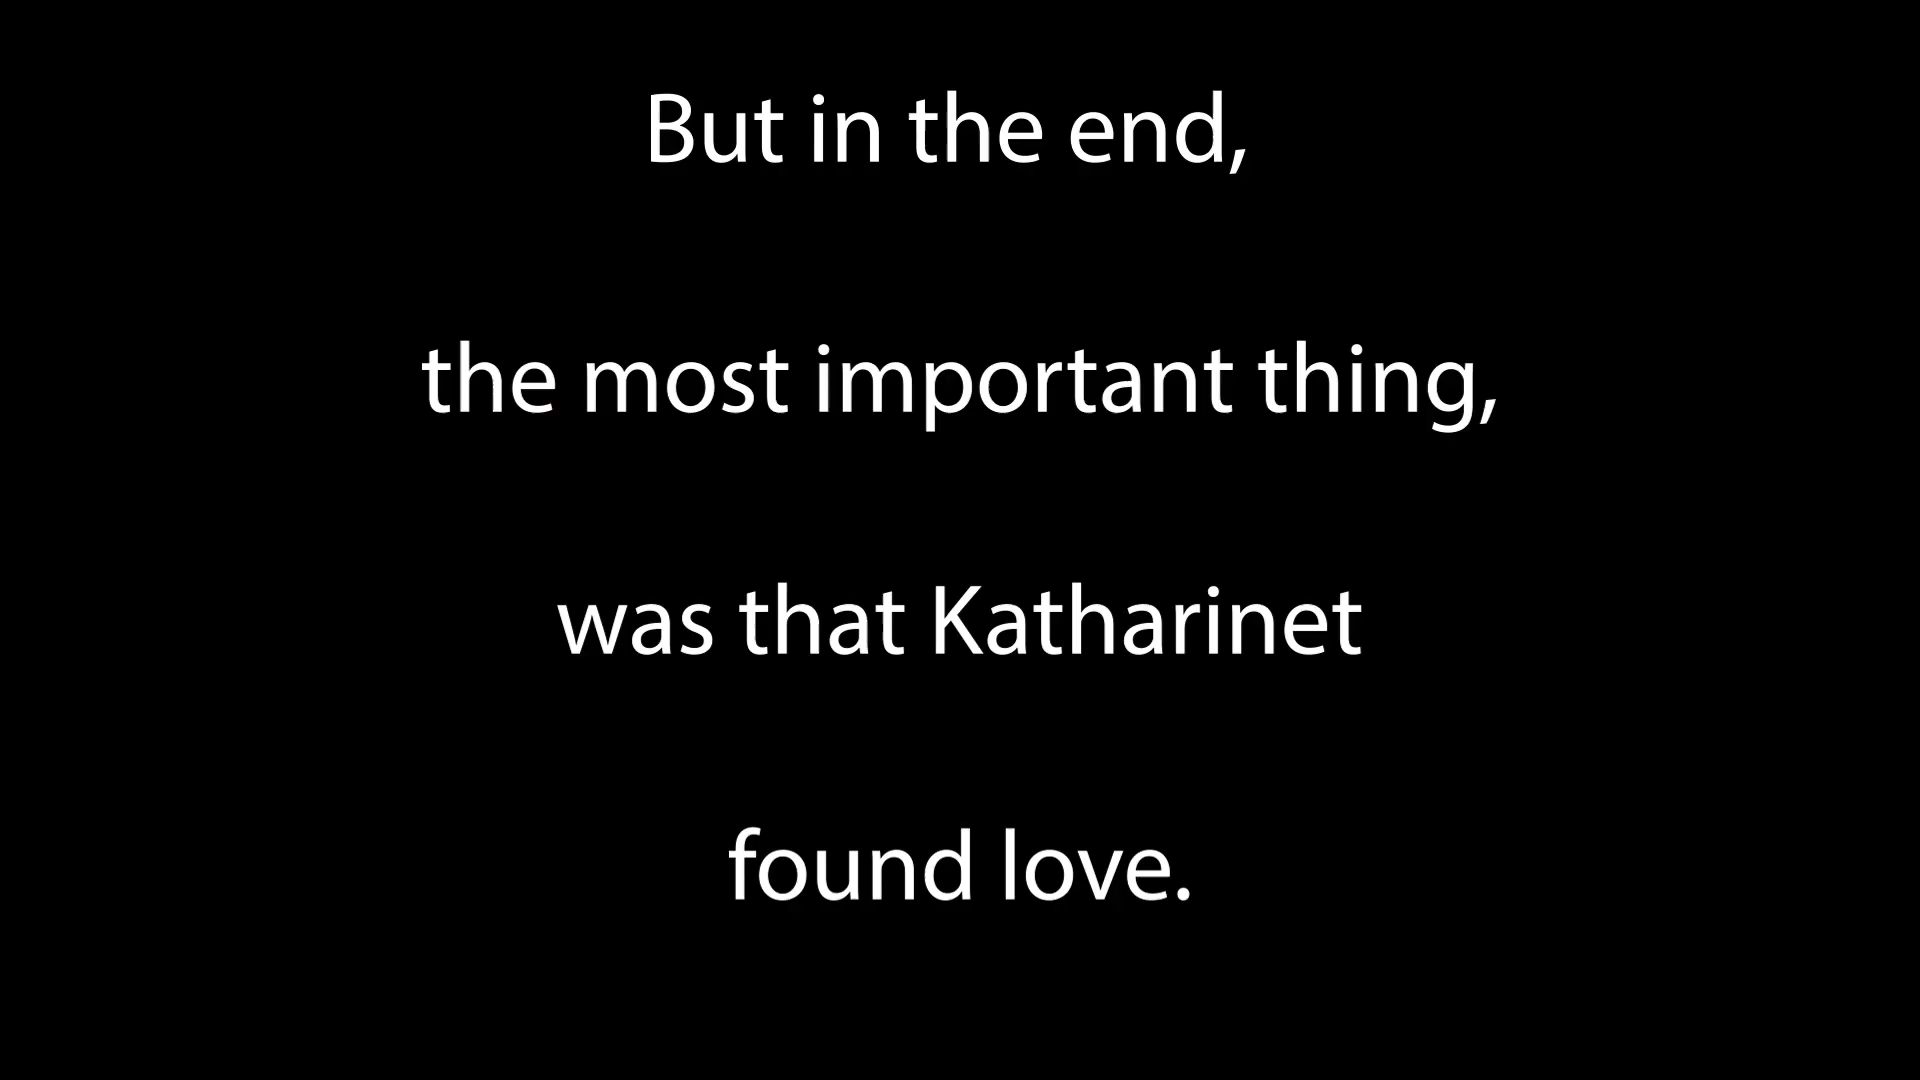 But in the end,
the most important thing,
was that Katharinet
found love.